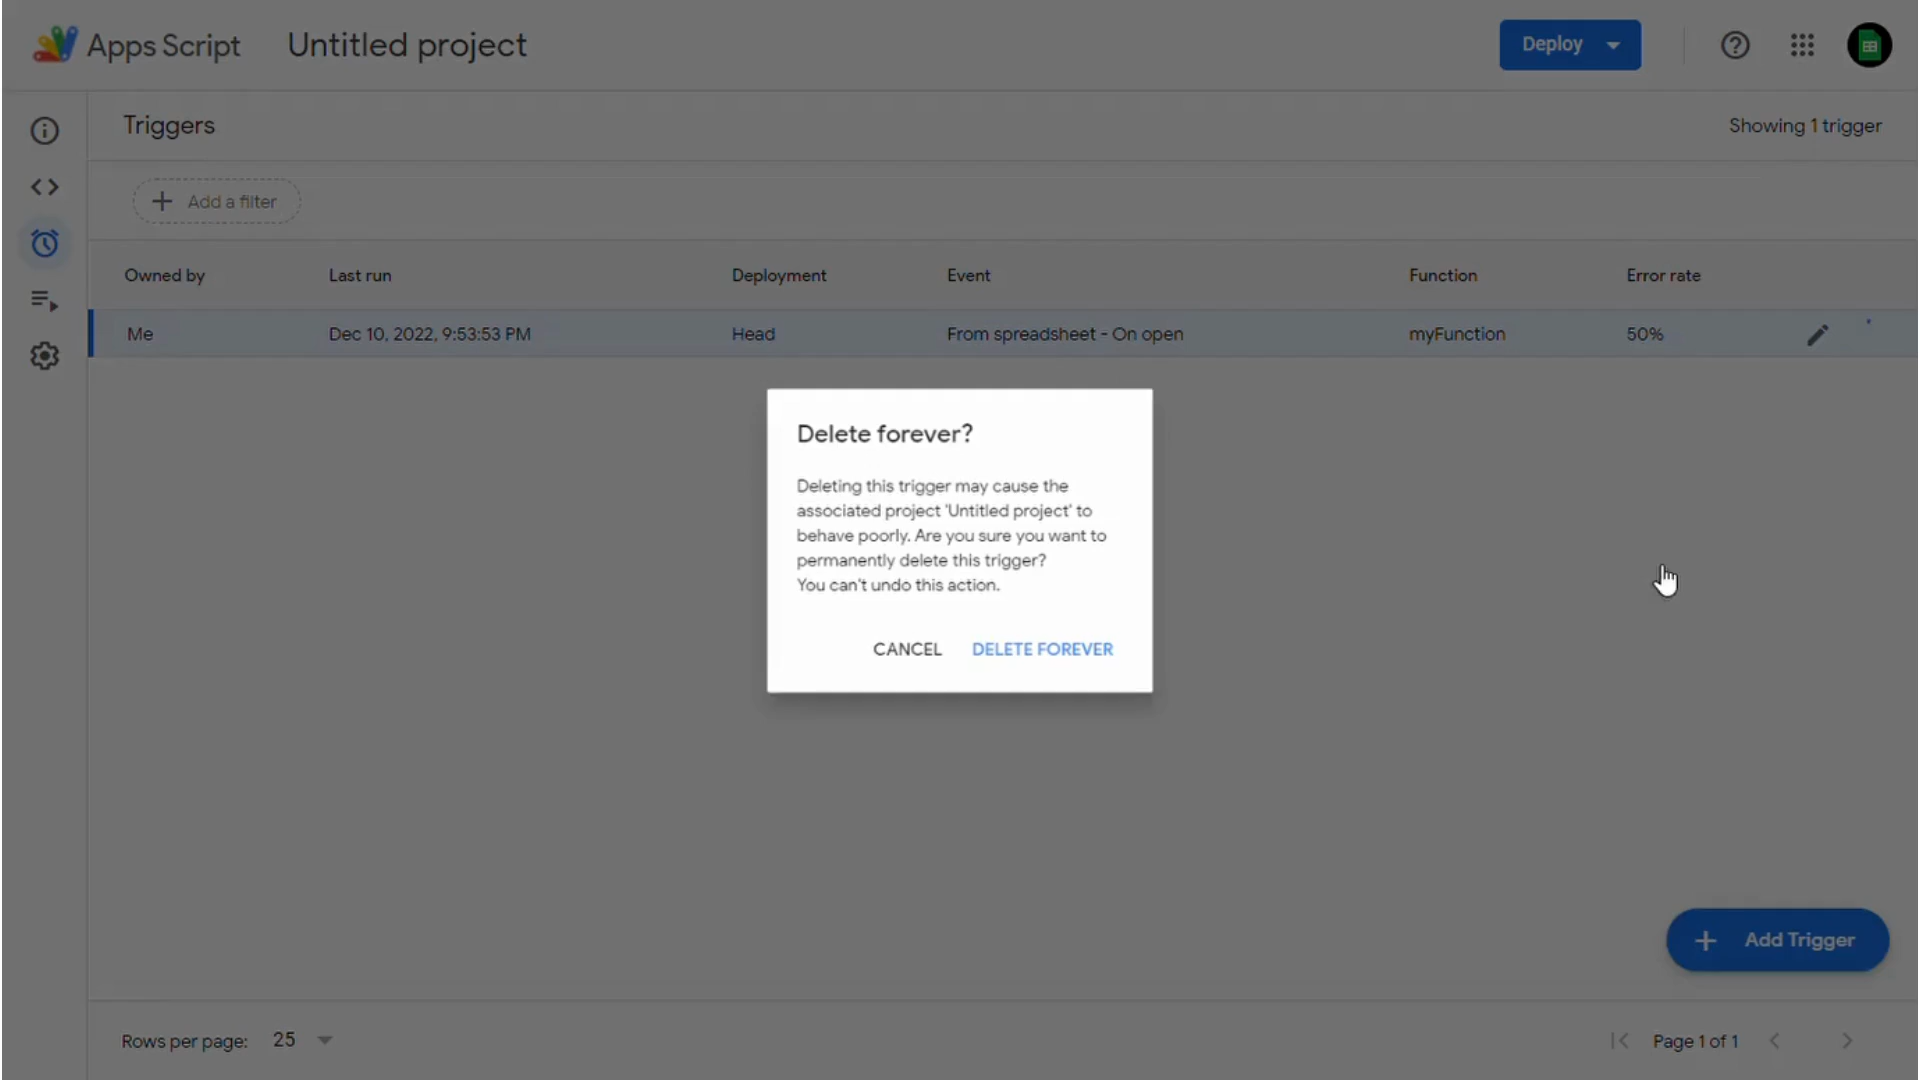 Apps Script Untitled project Deploy
Triggers Showing 1 trigger
Add a filter
Owned by Last run Deployment Event Function Error rate
Me Dec 10, 2022, 9:53:53 PM Head From spreadsheet - On open myFunction 50%
Delete forever?
Deleting this trigger may cause the
associated project 'Untitled project' to
behave poorly. Are you sure you want to
permanently delete this trigger?
You can't undo this action.
CANCEL DELETE FOREVER
Add Trigger
Rows per page: 25 Page 1 of 1